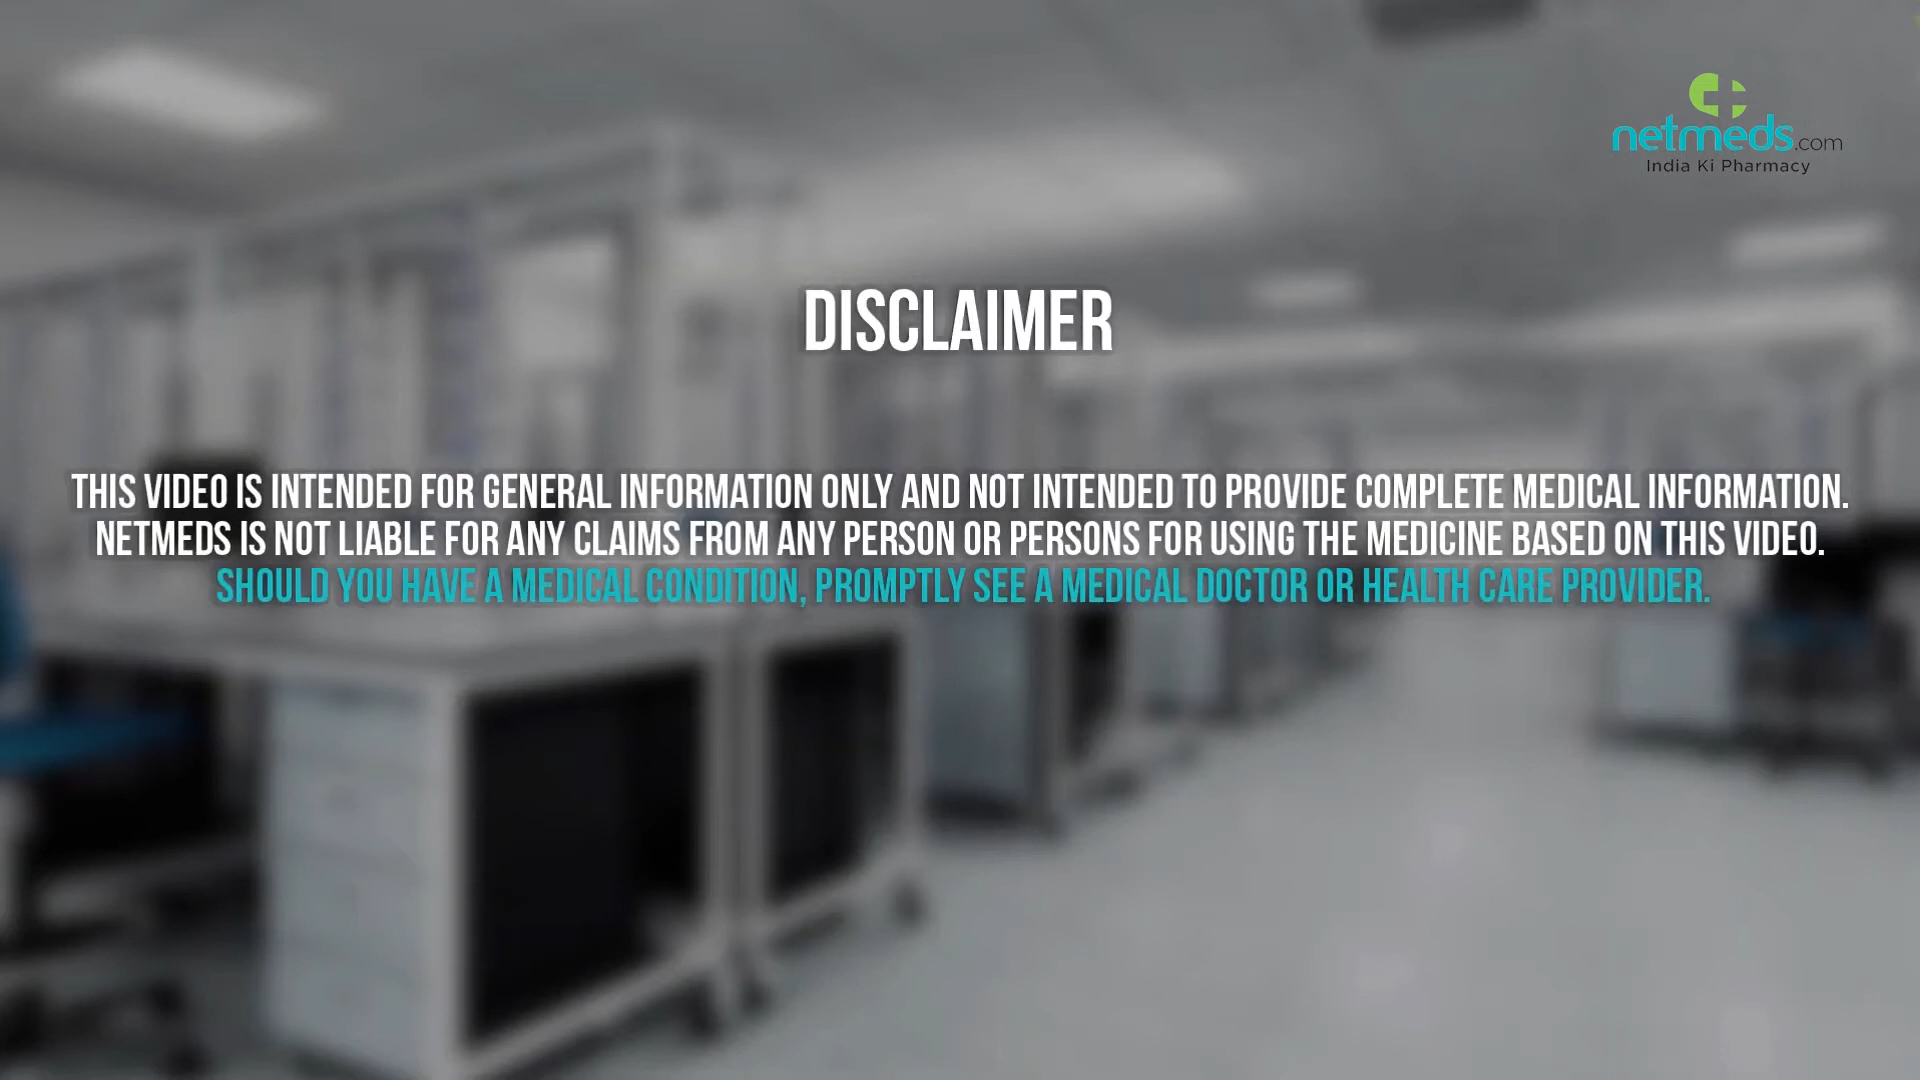 netmeds.com
India Ki Pharmacy
DISCLAIMER
THIS VIDEO IS INTENDED FOR GENERAL INFORMATION ONLY AND NOT INTENDED TO PROVIDE COMPLETE MEDICAL INFORMATION.
NETMEDS IS NOT LIABLE FOR ANY CLAIMS FROM ANY PERSON OR PERSONS FOR USING THE MEDICINE BASED ON THIS VIDEO.
SHOULD YOU HAVE A MEDICAL CONDITION, PROMPTLY SEE A MEDICAL DOCTOR OR HEALTH CARE PROVIDER.